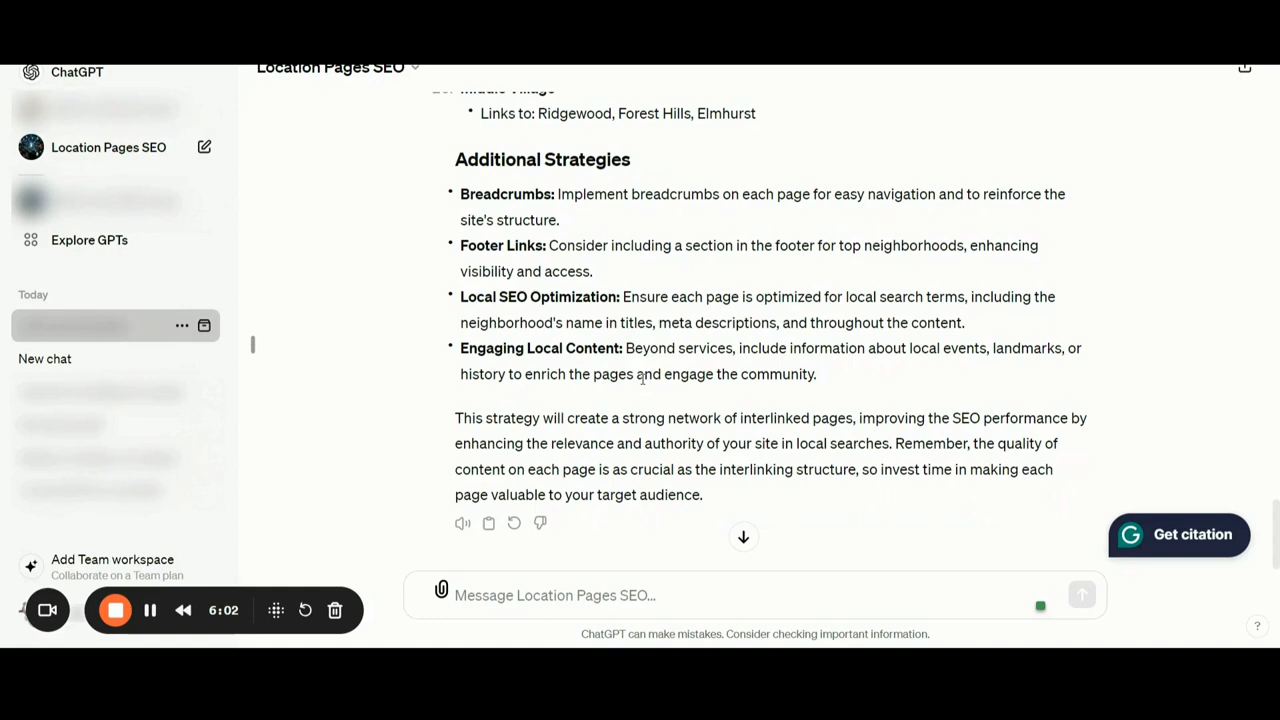 ChatGPT
Location Pages SEO
Explore GPTs
Today
New chat
Add Team workspace
Collaborate on a Team plan
6:02
Location Pages SEO
Middle Village
Links to: Ridgewood, Forest Hills, Elmhurst
Additional Strategies
Breadcrumbs: Implement breadcrumbs on each page for easy navigation and to reinforce the
site's structure.
Footer Links: Consider including a section in the footer for top neighborhoods, enhancing
visibility and access.
Local SEO Optimization: Ensure each page is optimized for local search terms, including the
neighborhood's name in titles, meta descriptions, and throughout the content.
Engaging Local Content: Beyond services, include information about local events, landmarks, or
history to enrich the pages and engage the community.
This strategy will create a strong network of interlinked pages, improving the SEO performance by
enhancing the relevance and authority of your site in local searches. Remember, the quality of
content on each page is as crucial as the interlinking structure, so invest time in making each
page valuable to your target audience.
Get citation
Message Location Pages SEO...
ChatGPT can make mistakes. Consider checking important information.
?